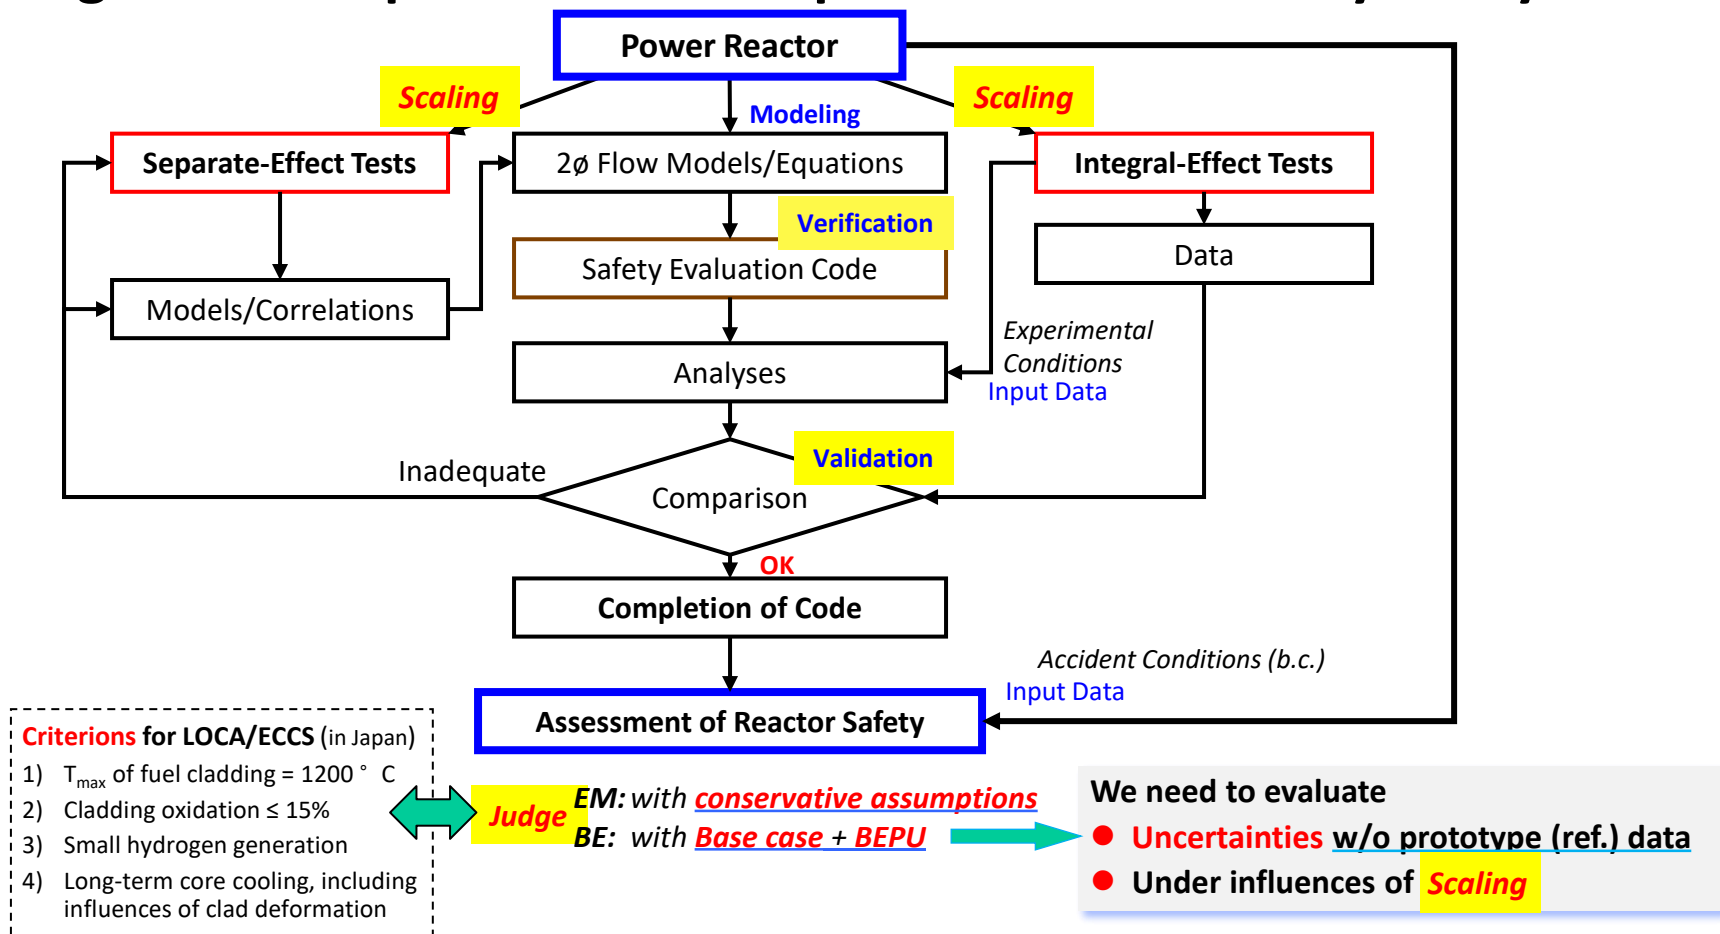 Power Reactor
Scaling
Scaling
Modeling
Separate-Effect Tests
2ø Flow Models/Equations
Integral-Effect Tests
Verification
Safety Evaluation Code
Data
Models/Correlations
Experimental
Conditions
Input Data
Analyses
Validation
Inadequate
Comparison
OK
Completion of Code
Accident Conditions (b.c.)
Input Data
Assessment of Reactor Safety
Criterions for LOCA/ECCS (in Japan)
1) Tmax of fuel cladding = 1200 ° C
2) Cladding oxidation ≤ 15%
3) Small hydrogen generation
4) Long-term core cooling, including
influences of clad deformation
Judge
EM: with conservative assumptions
BE: with Base case + BEPU
We need to evaluate
● Uncertainties w/o prototype (ref.) data
● Under influences of Scaling